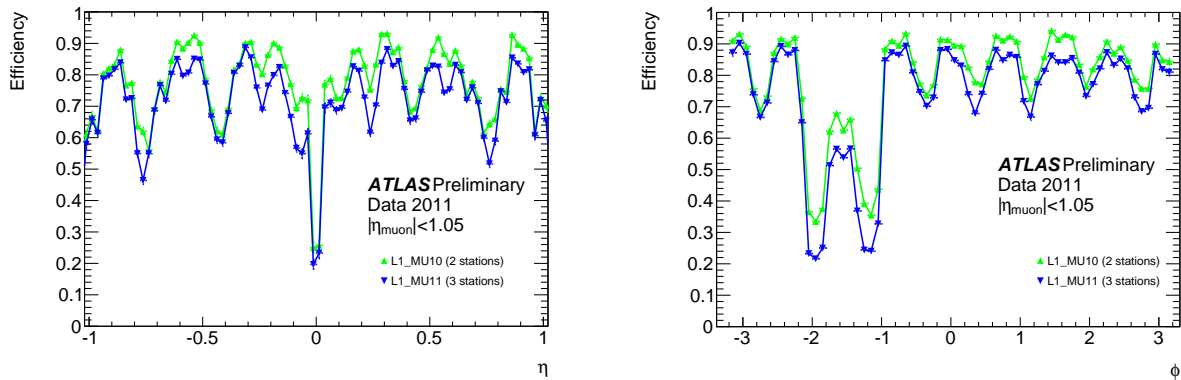 Efficiency
1
0.9
0.8
0.7
0.6
0.5
0.4
0.3
0.2
0.1
0
ATLAS Preliminary
Data 2011
|ηmuon|<1.05
L1_MU10 (2 stations)
L1_MU11 (3 stations)
-1 -0.5 0 0.5 1
η
Efficiency
1
0.9
0.8
0.7
0.6
0.5
0.4
0.3
0.2
0.1
0
ATLAS Preliminary
Data 2011
|ηmuon|<1.05
L1_MU10 (2 stations)
L1_MU11 (3 stations)
-3 -2 -1 0 1 2 3
ϕ